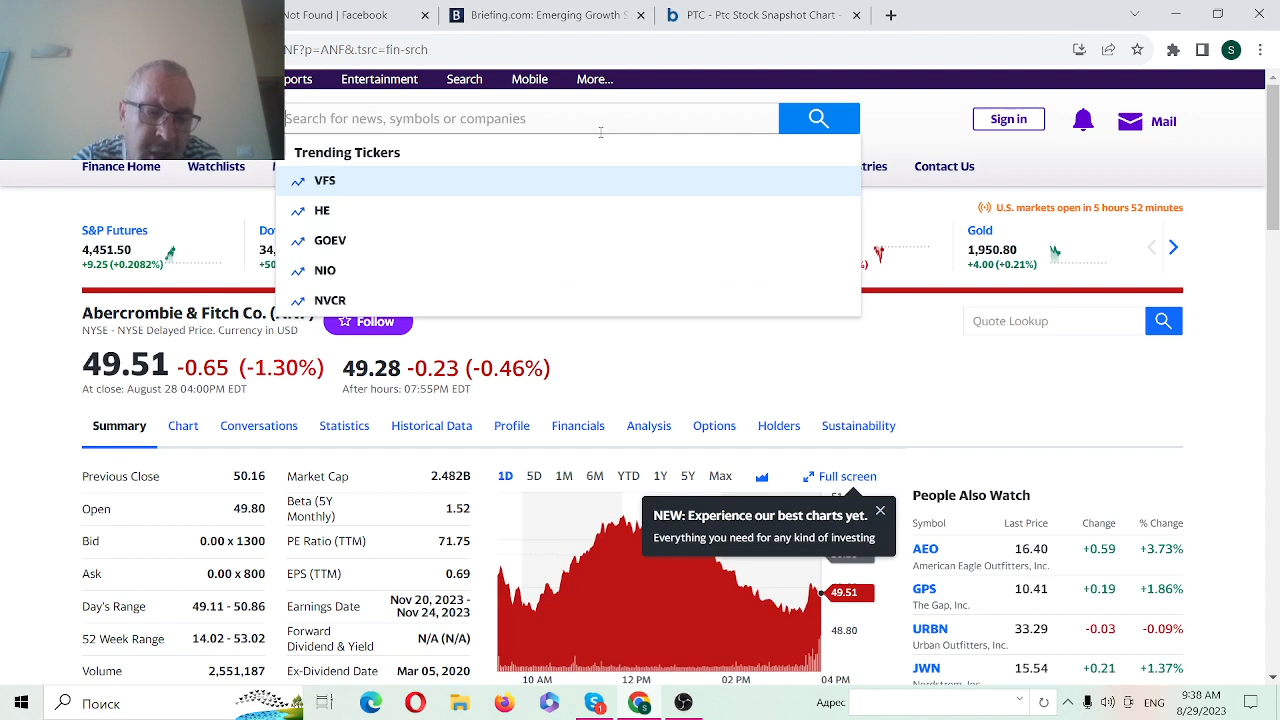 lot Found
Briefing.com: Emerging Growth S
PTC - Ptc Stock Snapshot Chart -
NF?p=ANF&.tsrc=fin-srch
S
ports Entertainment Search Mobile More...
Search for news, symbols or companies
Sign in
Mail
Trending Tickers
VFS
HE
GOEV
NIO
NVCR
Finance Home Watchlists
tries Contact Us
U.S. markets open in 5 hours 52 minutes
S&P Futures
4,451.50
+9.25 (+0.2082%)
Dov
34,
+50
Gold
1,950.80
+4.00 (+0.21%)
Abercrombie & Fitch Co.
NYSE - NYSE Delayed Price. Currency in USD
Follow
Quote Lookup
49.51 -0.65 (-1.30%)
At close: August 28 04:00PM EDT
49.28 -0.23 (-0.46%)
After hours: 07:55PM EDT
Summary Chart Conversations Statistics Historical Data Profile Financials Analysis Options Holders Sustainability
Previous Close 50.16
Open 49.80
Bid 0.00 x 1300
Ask 0.00 x 800
Day's Range 49.11 - 50.86
52 Week Range 14.02 - 53.02
Volume 2,551,187
Market Cap 2.482B
Beta (5Y
Monthly) 1.52
PE Ratio (TTM) 71.75
EPS (TTM) 0.69
Earnings Date Nov 20, 2023 -
Nov 24, 2023
Forward
Dividend & Yield N/A (N/A)
Ex-Dividend Date Mar 05, 2020
1D 5D 1M 6M YTD 1Y 5Y Max
Full screen
NEW: Experience our best charts yet.
Everything you need for any kind of investing
49.51
48.80
10 AM 12 PM 02 PM 04 PM
People Also Watch
Symbol Last Price Change % Change
AEO 16.40 +0.59 +3.73%
American Eagle Outfitters, Inc.
GPS 10.41 +0.19 +1.86%
The Gap, Inc.
URBN 33.29 -0.03 -0.09%
Urban Outfitters, Inc.
JWN 15.54 +0.21 +1.37%
Nordstrom, Inc.
Поиск
1
S
Адрес
ENG
9:38 AM
8/29/2023